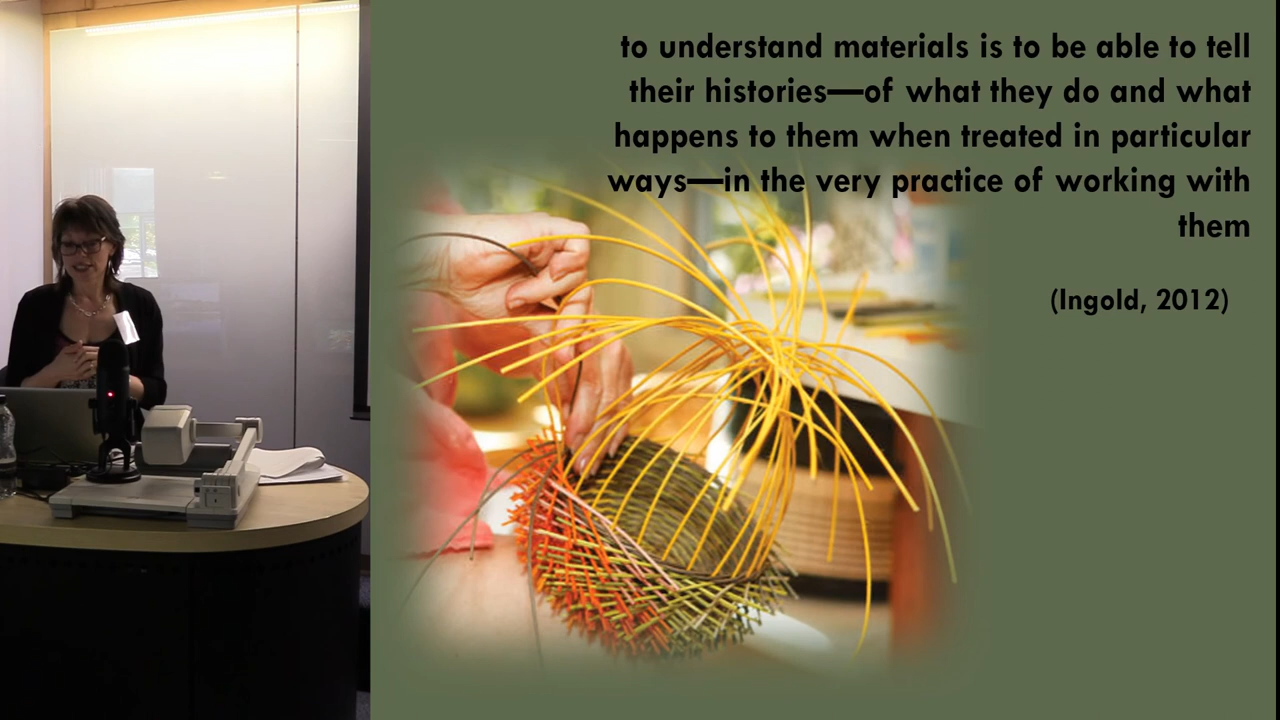 to understand materials is to be able to tell
their histories—of what they do and what
happens to them when treated in particular
ways—in the very practice of working with
them
(Ingold, 2012)